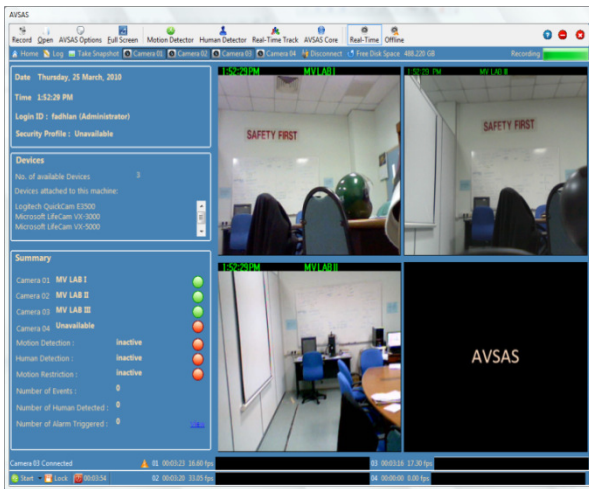 AVSAS
Record Open AVSAS Options Full Screen Motion Detector Human Detector Real-Time Track AVSAS Core Real-Time Offline
Home Log Take Snapshot Camera 01 Camera 02 Camera 03 Camera 04 Disconnect Free Disk Space 488.220 GB Recording
Date Thursday, 25 March, 2010
Time 1:52:29 PM
Login ID : fadhlen (Administrator)
Security Profile : Unavailable
Devices
No. of available Devices 3
Devices attached to this machine:
Logitech QuickCam E3500
Microsoft LifeCam VX-3000
Microsoft LifeCam VX-5000
Summary
Camera 01 MV LAB I
Camera 02 MV LAB II
Camera 03 MV LAB III
Camera 04 Unavailable
Motion Detection : inactive
Human Detection : inactive
Motion Restriction : inactive
Number of Events : 0
Number of Human Detected : 0
Number of Alarm Triggered : 0
View
1:52:29 PM MV LAB I
SAFETY FIRST
1:52:29 PM MV LAB II
SAFETY FIRST
1:52:29 PM MV LAB II
AVSAS
Camera 03 Connected 01 00:03:23 16.60 fps 03 00:03:16 17.30 fps
Start Lock 00:03:54 02 00:03:20 33.05 fps 04 00:00:00 0.00 fps